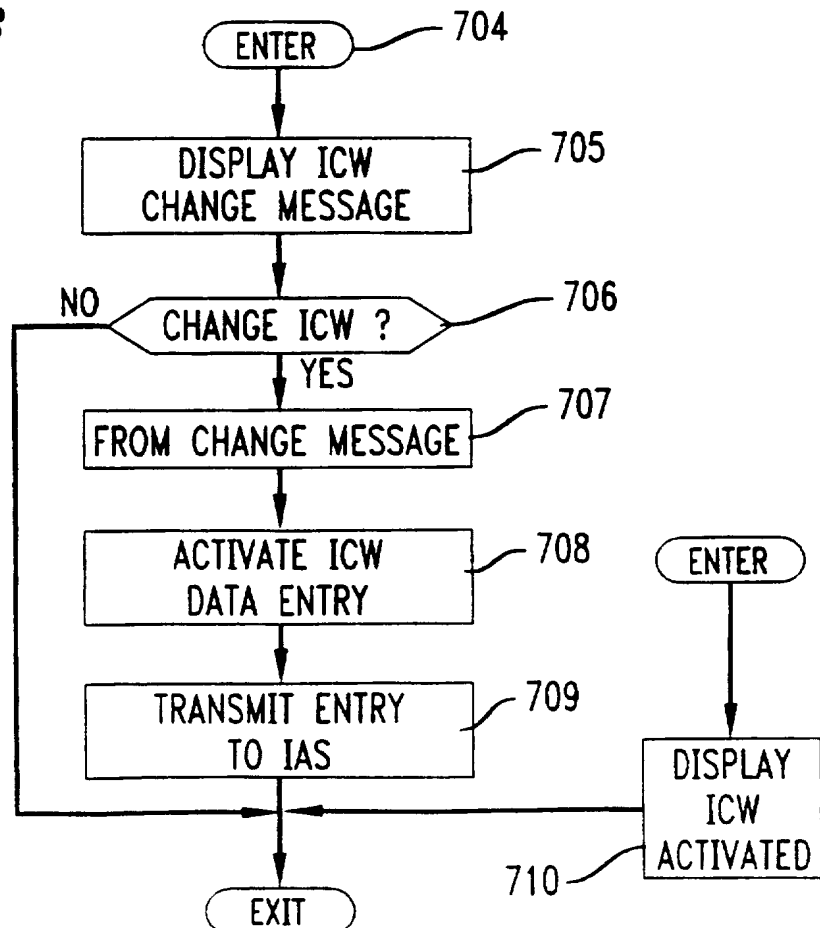 ENTER
704
DISPLAY ICW
CHANGE MESSAGE
705
NO
CHANGE ICW ?
706
YES
FROM CHANGE MESSAGE
707
ACTIVATE ICW
DATA ENTRY
708
ENTER
TRANSMIT ENTRY
TO IAS
709
DISPLAY
ICW
ACTIVATED
710
EXIT